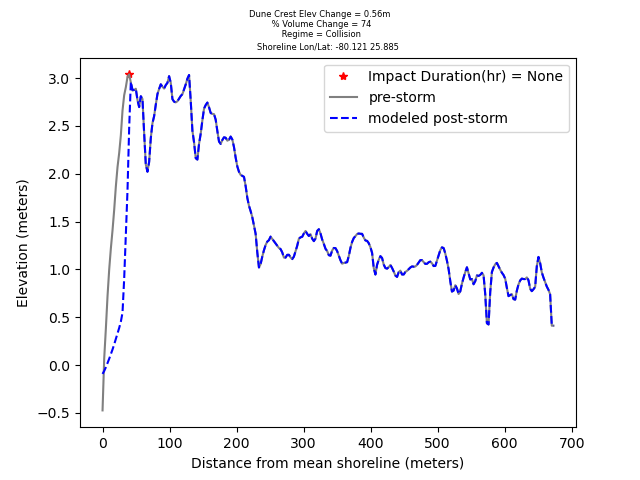 Dune Crest Elev Change = 0.56m
% Volume Change = 74
Regime = Collision
Shoreline Lon/Lat: -80.121 25.885
Impact Duration(hr) = None
pre-storm
modeled post-storm
Elevation (meters)
3.0
2.5
2.0
1.5
1.0
0.5
0.0
−0.5
0 100 200 300 400 500 600 700
Distance from mean shoreline (meters)